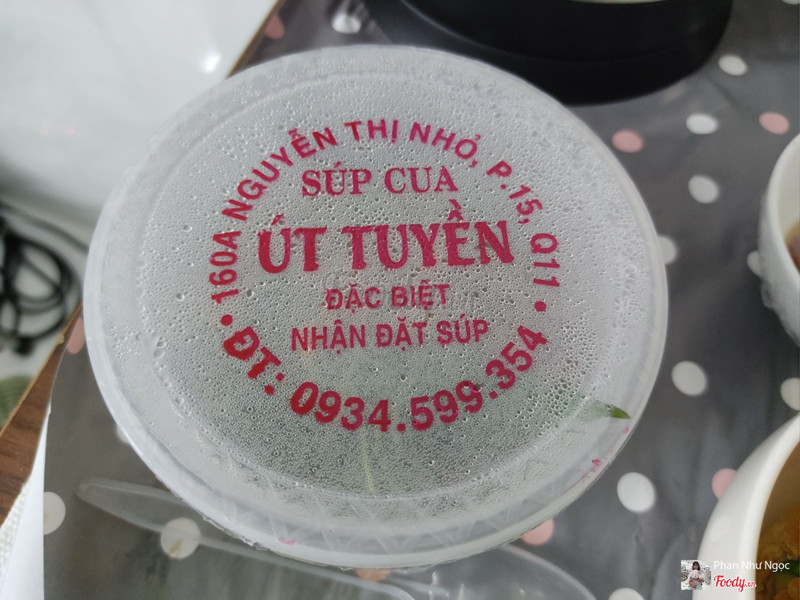 160A NGUYỄN THỊ NHỎ, P.15, Q11
SÚP CUA
ÚT TUYỀN
ĐẶC BIỆT
NHẬN ĐẶT SÚP
ĐT: 0934.599.354
Phan Như Ngọc
Foody.vn